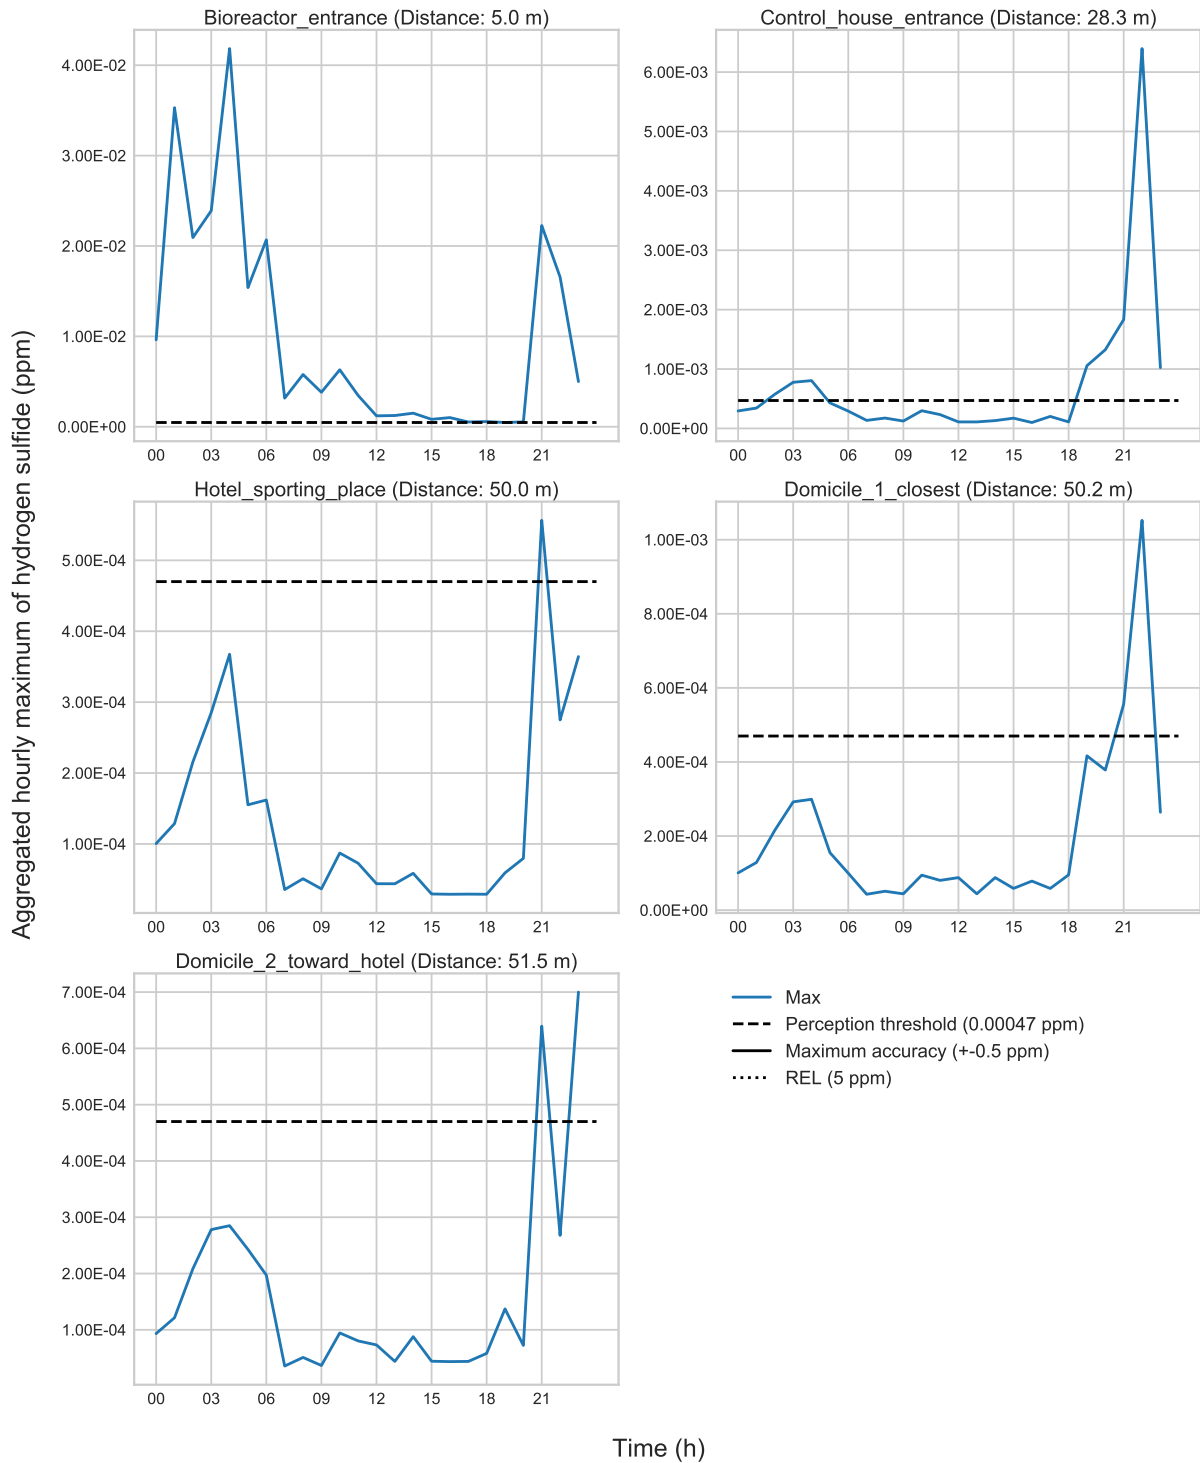 Bioreactor_entrance (Distance: 5.0 m)
4.00E-02
3.00E-02
2.00E-02
1.00E-02
0.00E+00
00 03 06 09 12 15 18 21
Control_house_entrance (Distance: 28.3 m)
6.00E-03
5.00E-03
4.00E-03
3.00E-03
2.00E-03
1.00E-03
0.00E+00
00 03 06 09 12 15 18 21
Hotel_sporting_place (Distance: 50.0 m)
5.00E-04
4.00E-04
3.00E-04
2.00E-04
1.00E-04
00 03 06 09 12 15 18 21
Domicile_1_closest (Distance: 50.2 m)
1.00E-03
8.00E-04
6.00E-04
4.00E-04
2.00E-04
0.00E+00
00 03 06 09 12 15 18 21
Domicile_2_toward_hotel (Distance: 51.5 m)
7.00E-04
6.00E-04
5.00E-04
4.00E-04
3.00E-04
2.00E-04
1.00E-04
00 03 06 09 12 15 18 21
Max
Perception threshold (0.00047 ppm)
Maximum accuracy (+-0.5 ppm)
REL (5 ppm)
Aggregated hourly maximum of hydrogen sulfide (ppm)
Time (h)